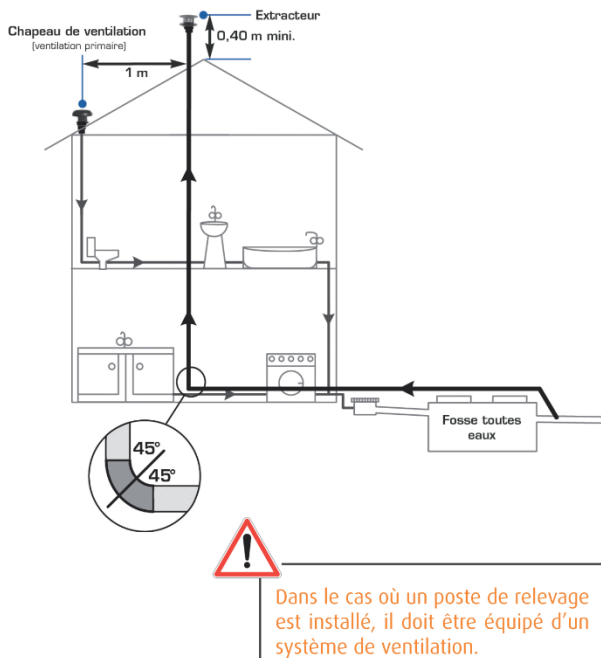 Extracteur
Chapeau de ventilation
(ventilation primaire)
0,40 m mini.
1 m
Fosse toutes
eaux
45°
45°
Dans le cas où un poste de relevage
est installé, il doit être équipé d'un
système de ventilation.